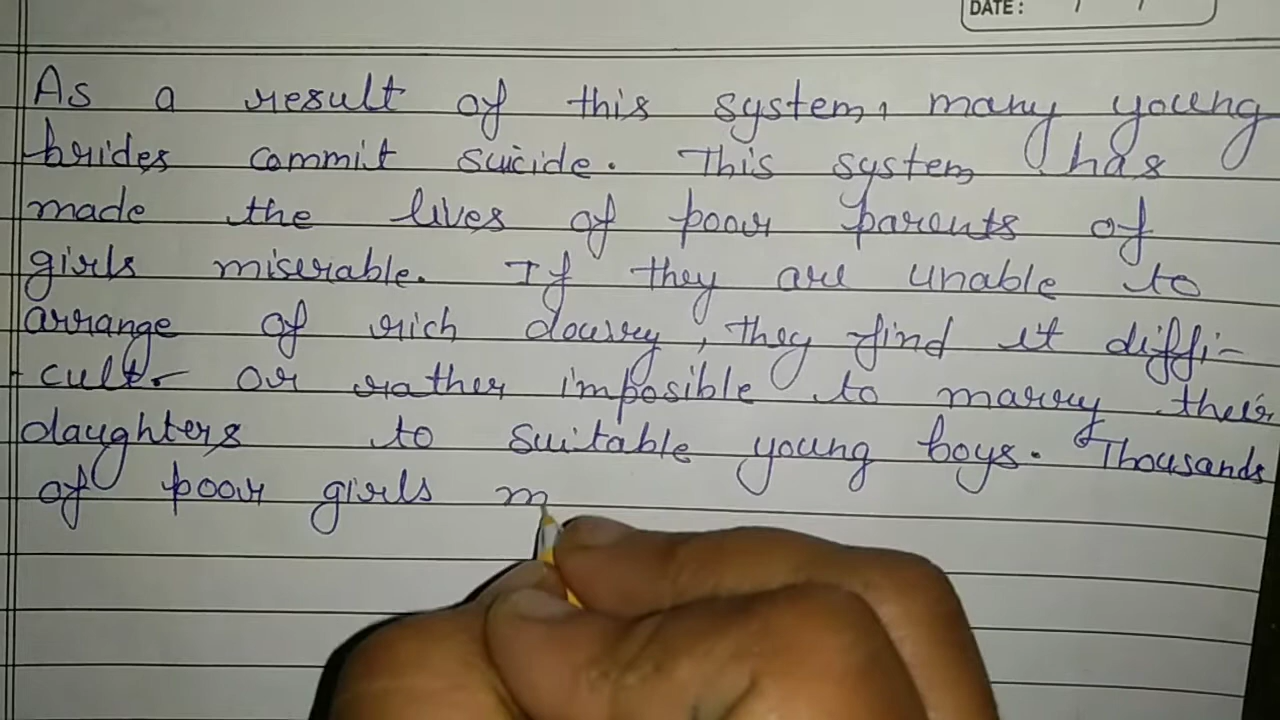 DATE: / /
As a result of this system, many young
brides commit suicide. This system has
made the lives of poor parents of
girls miserable. If they are unable to
arrange of rich dowry, they find it diffi-
cult or rather imposible to marry their
daughters to suitable young boys. Thousands
of poor girls m